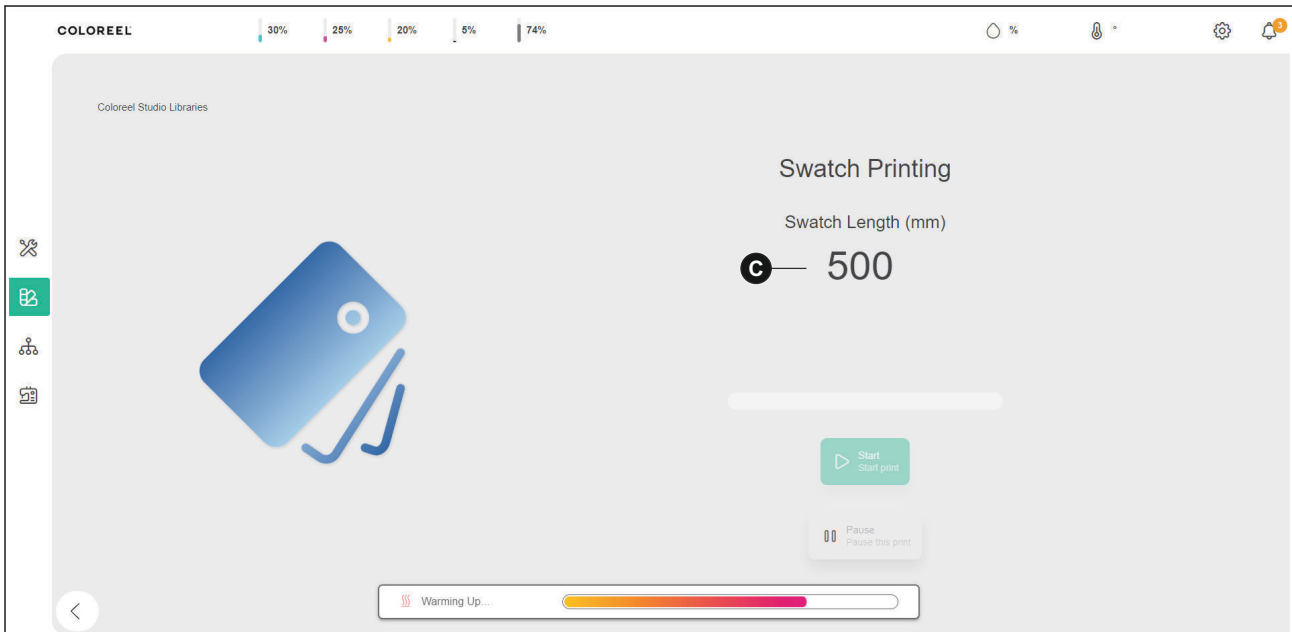 COLOREEL
30%
25%
20%
5%
74%
%
°
3
Coloreel Studio Libraries
Swatch Printing
Swatch Length (mm)
C
500
Start
Start print
Pause
Pause this print
Warming Up...